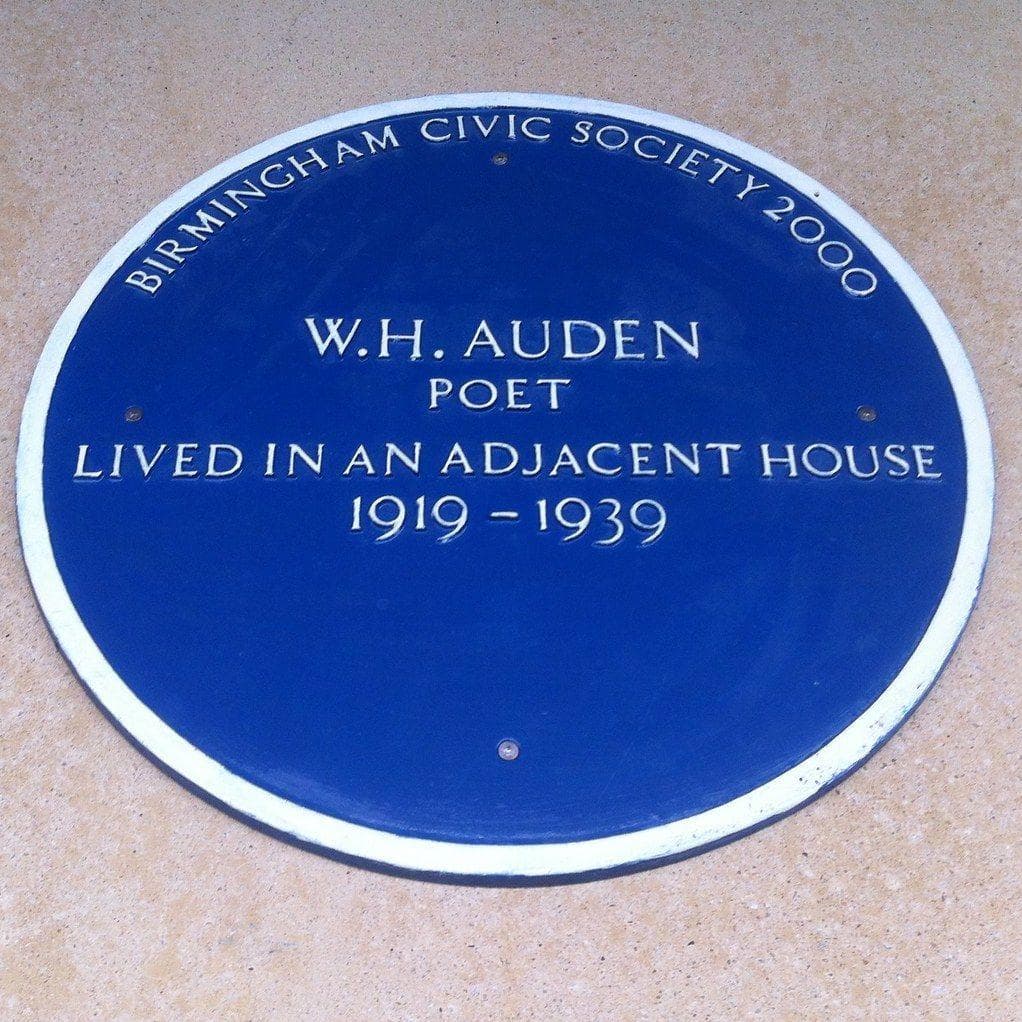 BIRMINGHAM CIVIC SOCIETY 2000
W.H. AUDEN
POET
LIVED IN AN ADJACENT HOUSE
1919 – 1939